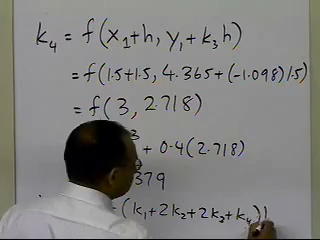 k₄ = f(x₁+h, y₁+k₃h)
= f(1.5+1.5, 4.365+(-1.098)1.5)
= f(3, 2.718)
3 + 0.4(2.718)
379
= (k₁+2k₂+2k₃+k₄)